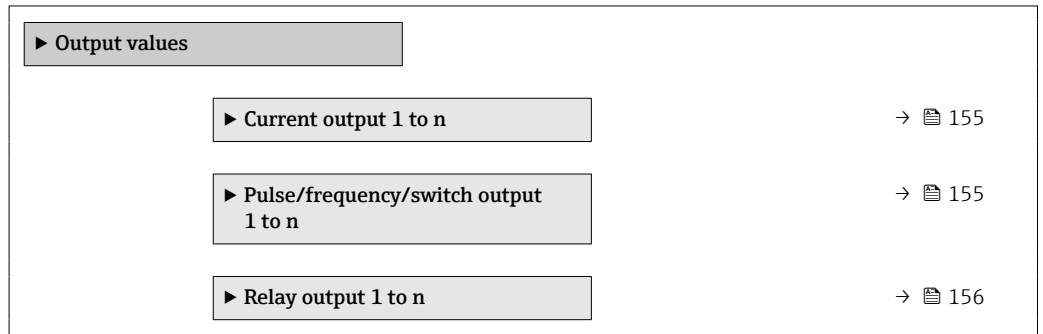 ► Output values
► Current output 1 to n → 155
► Pulse/frequency/switch output
1 to n → 155
► Relay output 1 to n → 156